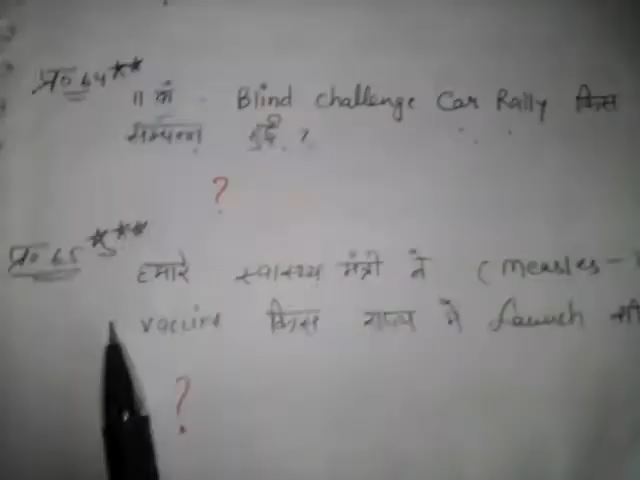 प्र० 64**
11 वें Blind challenge Car Rally किस
सम्पन्न हुई ?
?
प्र० 65 ***
हमारे स्वास्थ्य मंत्री ने (Measles -
vaccine किस राज्य में launch की
?